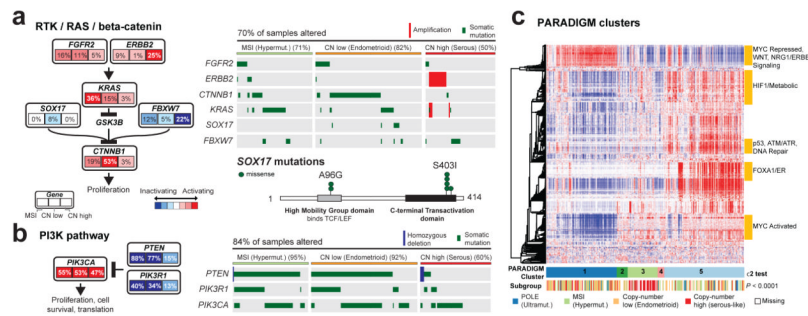 a
RTK / RAS / beta-catenin
FGFR2
ERBB2
16% 11% 5%
9% 1% 25%
KRAS
36% 15% 3%
SOX17
FBXW7
0% 8% 0%
GSK3B
12% 5% 22%
CTNNB1
19% 53% 3%
Proliferation
Gene
Inactivating
Activating
MSI
CN low
CN high
70% of samples altered
Amplification
Somatic mutation
MSI (Hypermut.) (71%)
CN low (Endometrioid) (82%)
CN high (Serous) (50%)
FGFR2
ERBB2
CTNNB1
KRAS
SOX17
FBXW7
SOX17 mutations
missense
A96G
S403I
1
414
High Mobility Group domain
binds TCF/LEF
C-terminal Transactivation
domain
b
PI3K pathway
PTEN
88% 77% 15%
PIK3CA
55% 53% 47%
PIK3R1
40% 34% 13%
Proliferation, cell
survival, translation
84% of samples altered
Homozygous deletion
Somatic mutation
MSI (Hypermut.) (95%)
CN low (Endometrioid) (92%)
CN high (Serous) (60%)
PTEN
PIK3R1
PIK3CA
c
PARADIGM clusters
MYC Repressed,
WNT, NRG1/ERBB
Signaling
HIF1/Metabolic
p53, ATM/ATR,
DNA Repair
FOXA1/ER
MYC Activated
PARADIGM
Cluster
1 2 3 4 5
c2 test
Subgroup
P < 0.0001
POLE
(Ultramut.)
MSI
(Hypermut.)
Copy-number
low (Endometrioid)
Copy-number
high (serous-like)
Missing